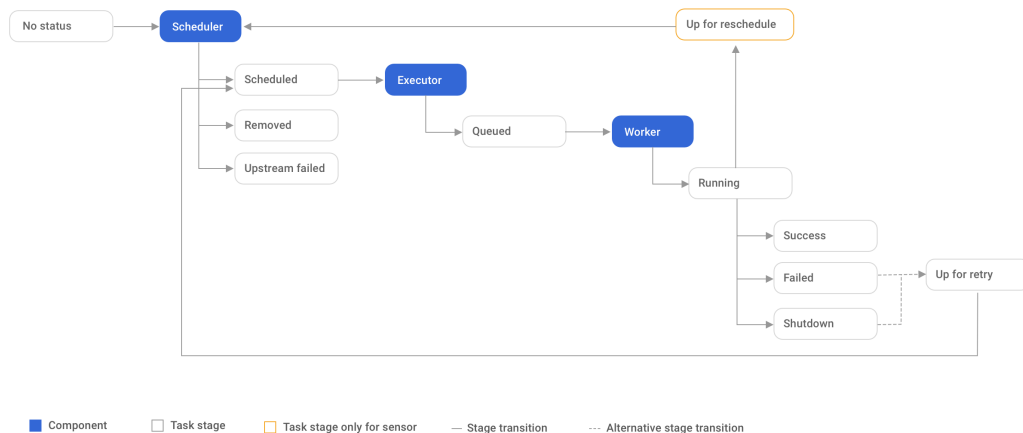 No status
Scheduler
Up for reschedule
Scheduled
Executor
Removed
Queued
Worker
Upstream failed
Running
Success
Failed
Up for retry
Shutdown
Component
Task stage
Task stage only for sensor
Stage transition
Alternative stage transition